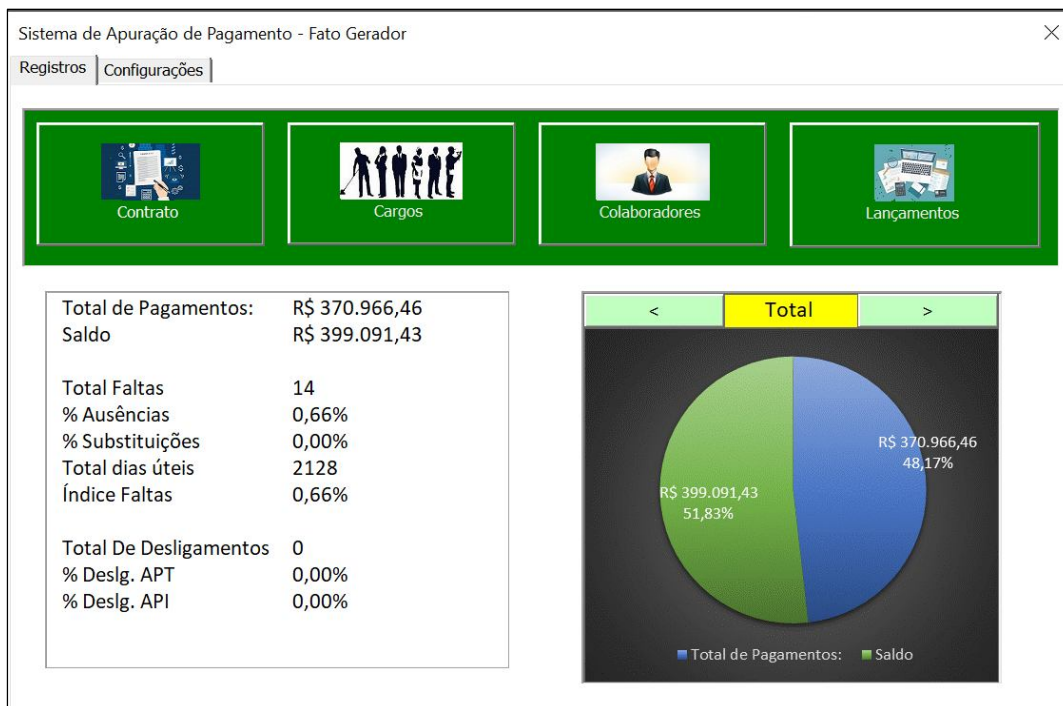 Sistema de Apuração de Pagamento - Fato Gerador
Registros
Configurações
Contrato
Cargos
Colaboradores
Lançamentos
Total de Pagamentos: R$ 370.966,46
Saldo R$ 399.091,43
Total Faltas 14
% Ausências 0,66%
% Substituições 0,00%
Total dias úteis 2128
Índice Faltas 0,66%
Total De Desligamentos 0
% Deslg. APT 0,00%
% Deslg. API 0,00%
< Total >
R$ 370.966,46
48,17%
R$ 399.091,43
51,83%
Total de Pagamentos: Saldo